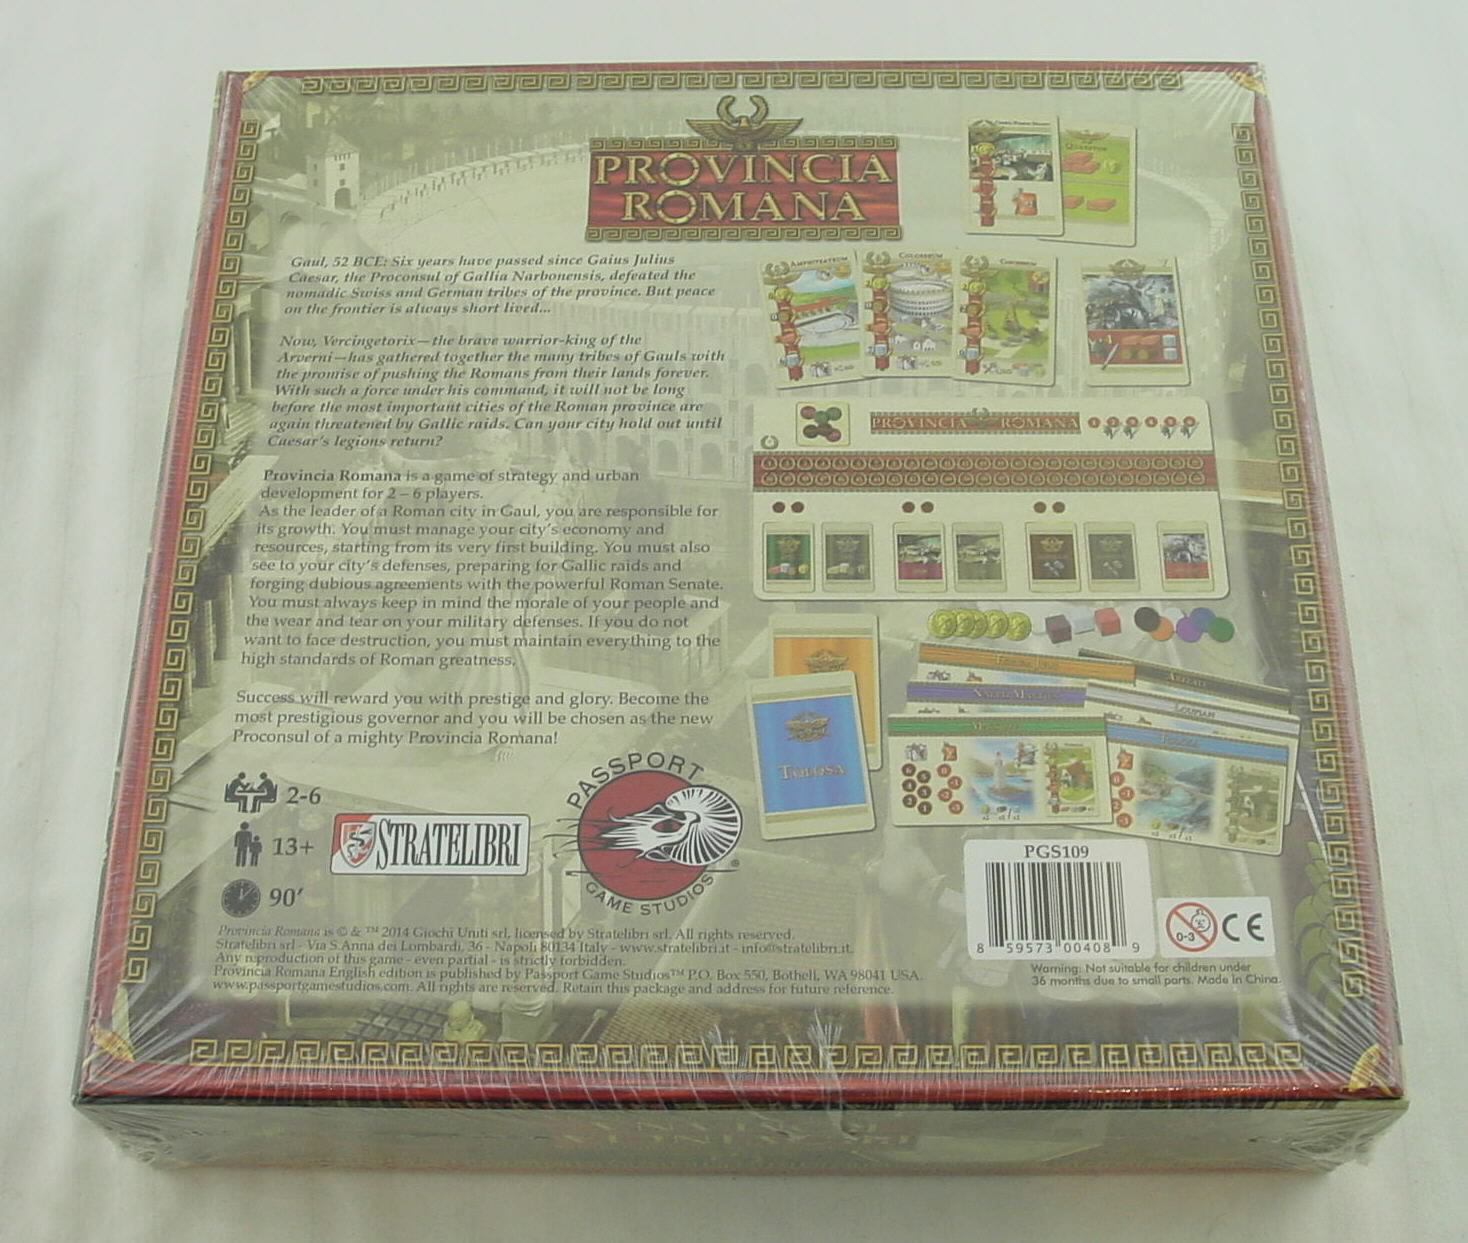 PROVINCIA
ROMANA
Gaul, 52 BCE: Six years have passed since Gaius Julius
Caesar, the Proconsul of Gallia Narbonensis, defeated the
nomadic Swiss and German tribes of the province. But peace
on the frontier is always short lived...
Now, Vercingetorix—the brave warrior-king of the
Arverni—has gathered together the many tribes of Gauls with
the promise of pushing the Romans from their lands forever.
With such a force under his command, it will not be long
before the most important cities of the Roman province are
again threatened by Gallic raids. Can your city hold out until
Caesar's legions return?
Provincia Romana is a game of strategy and urban
development for 2 – 6 players.
As the leader of a Roman city in Gaul, you are responsible for
its growth. You must manage your city's economy and
resources, starting from its very first building. You must also
see to your city's defenses, preparing for Gallic raids and
forging dubious agreements with the powerful Roman Senate.
You must always keep in mind the morale of your people and
the wear and tear on your military defenses. If you do not
want to face destruction, you must maintain everything to the
high standards of Roman greatness.
Success will reward you with prestige and glory. Become the
most prestigious governor and you will be chosen as the new
Proconsul of a mighty Provincia Romana!
2-6
13+
90'
STRATELIBRI
PASSPORT
GAME STUDIOS
®
Quaestor
Amphiteatrum
Colosseum
PROVINCIA ROMANA
Tolosa
Tolosa
PGS109
8 59573 00408 9
0-3
CE
Warning: Not suitable for children under
36 months due to small parts. Made in China.
Provincia Romana is © & ™ 2014 Giochi Uniti srl, licensed by Stratelibri srl. All rights reserved.
Stratelibri srl - Via S.Anna dei Lombardi, 36 - Napoli 80134 Italy - www.stratelibri.it - info@stratelibri.it.
Any reproduction of this game - even partial - is strictly forbidden.
Provincia Romana English edition is published by Passport Game Studios™ P.O. Box 550, Bothell, WA 98041 USA.
www.passportgamestudios.com. All rights are reserved. Retain this package and address for future reference.